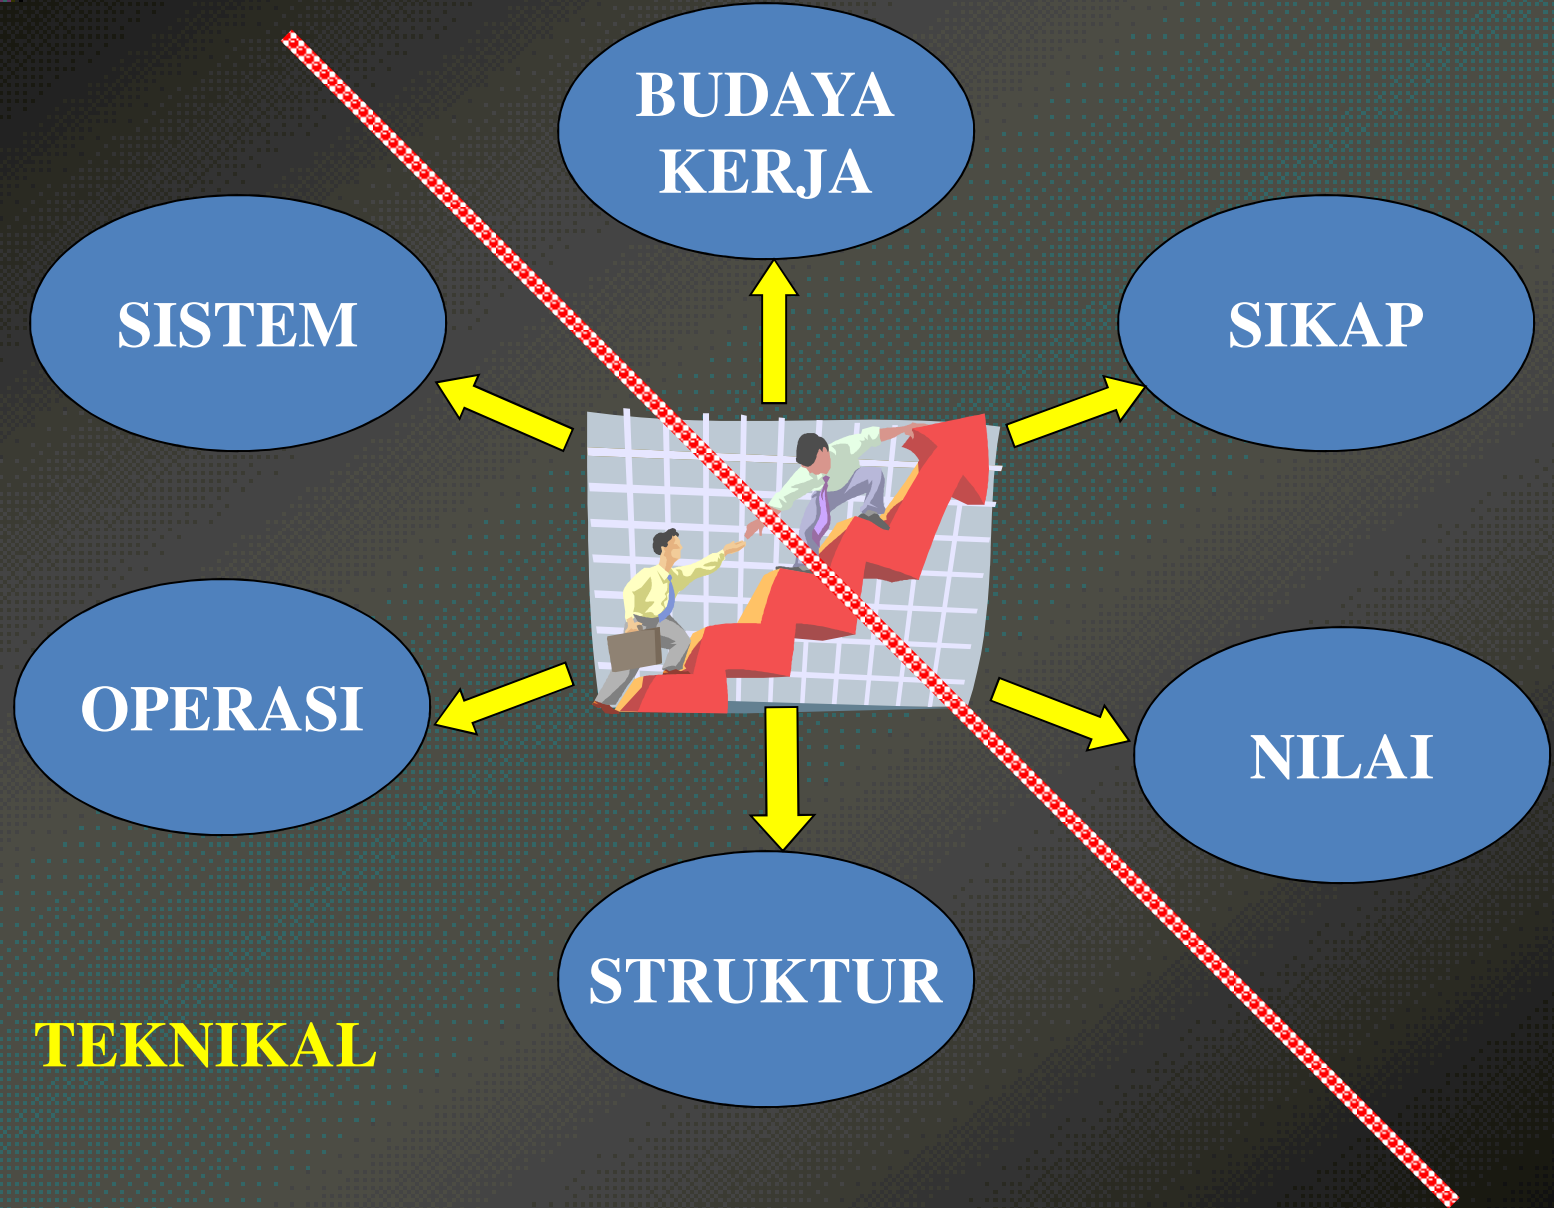 BUDAYA
KERJA
SISTEM
SIKAP
OPERASI
NILAI
STRUKTUR
TEKNIKAL